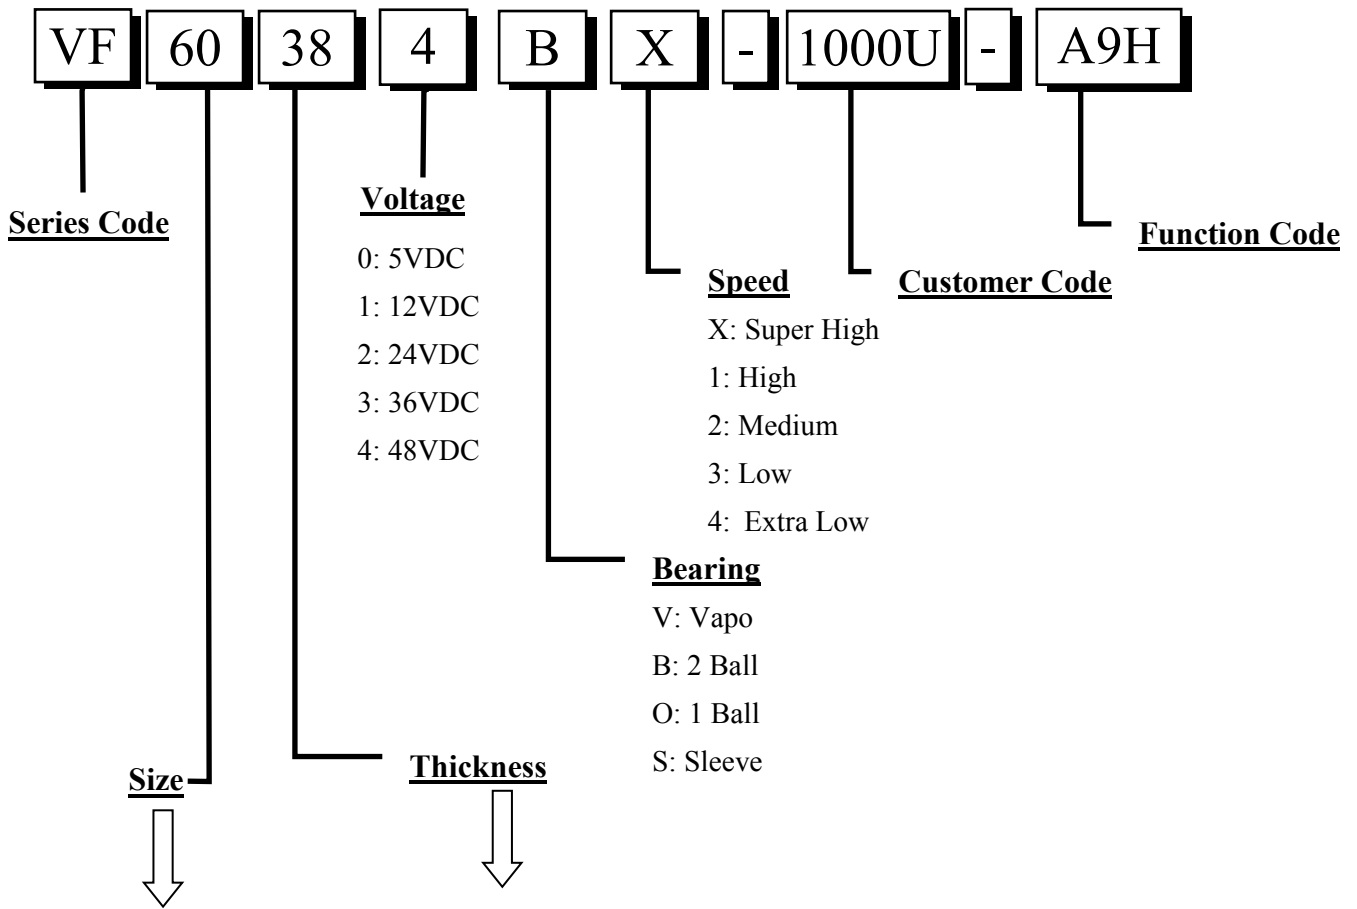 VF 60 38 4 B X - 1000U - A9H
Series Code
Voltage
0: 5VDC
1: 12VDC
2: 24VDC
3: 36VDC
4: 48VDC
Function Code
Customer Code
Speed
X: Super High
1: High
2: Medium
3: Low
4: Extra Low
Bearing
V: Vapo
B: 2 Ball
O: 1 Ball
S: Sleeve
Thickness
Size